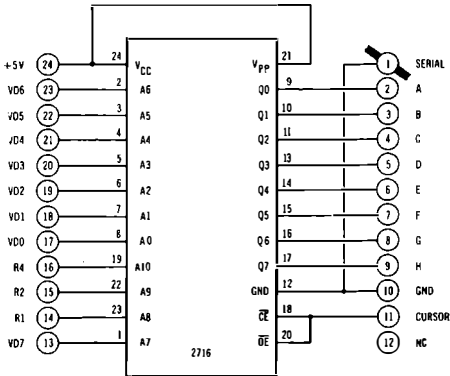 +5V 24 24 VCC VPP 21 1 SERIAL
VD6 23 2 A6 Q0 9 2 A
VD5 22 3 A5 Q1 10 3 B
VD4 21 4 A4 Q2 11 4 C
VD3 20 5 A3 Q3 13 5 D
VD2 19 6 A2 Q4 14 6 E
VD1 18 7 A1 Q5 15 7 F
VD0 17 8 A0 Q6 16 8 G
R4 16 19 A10 Q7 17 9 H
R2 15 22 A9 GND 12 10 GND
R1 14 23 A8 CE 18 11 CURSOR
VD7 13 1 A7 OE 20 12 NC
2716